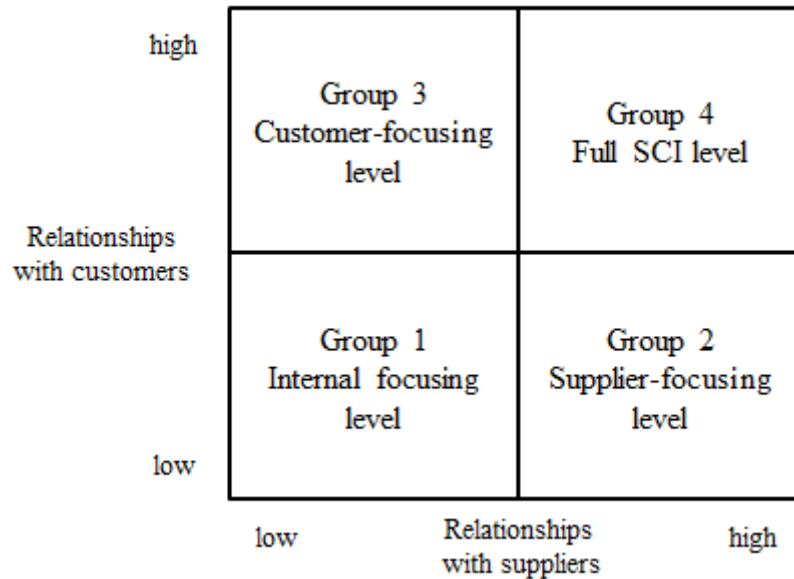 high
Group 3
Customer-focusing
level
Group 4
Full SCI level
Relationships
with customers
Group 1
Internal focusing
level
Group 2
Supplier-focusing
level
low
low
Relationships
with suppliers
high